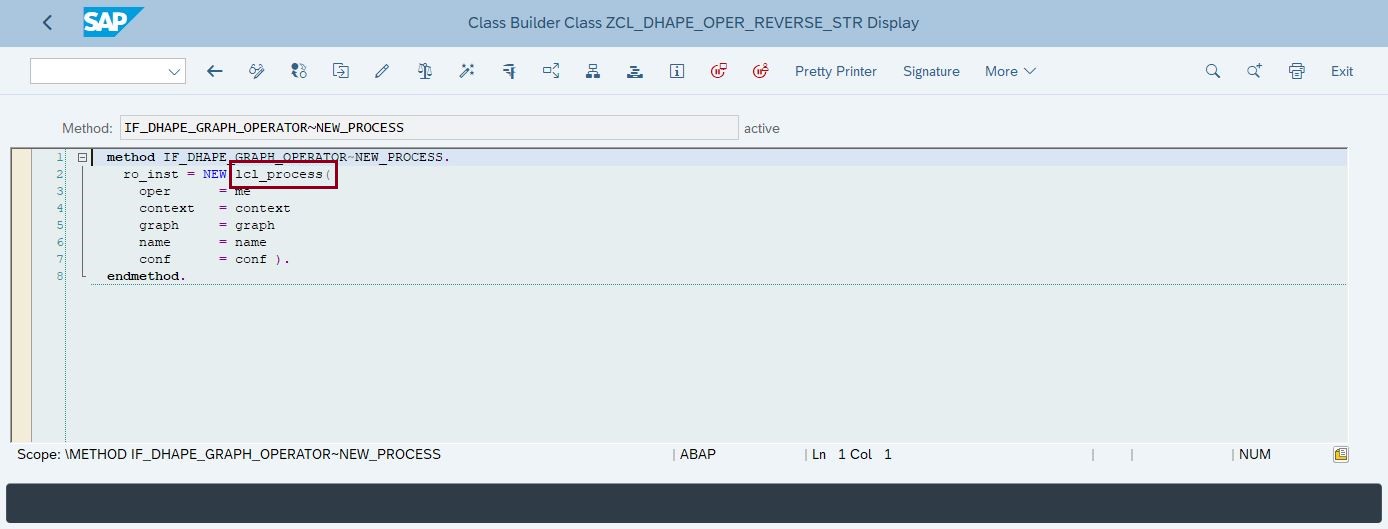 SAP
Class Builder Class ZCL_DHAPE_OPER_REVERSE_STR Display
Pretty Printer Signature More Exit
Method: IF_DHAPE_GRAPH_OPERATOR~NEW_PROCESS active
1 method IF_DHAPE_GRAPH_OPERATOR~NEW_PROCESS.
2 ro_inst = NEW lcl_process(
3 oper = me
4 context = context
5 graph = graph
6 name = name
7 conf = conf ).
8 endmethod.
Scope: \METHOD IF_DHAPE_GRAPH_OPERATOR~NEW_PROCESS | ABAP | Ln 1 Col 1 | | | NUM